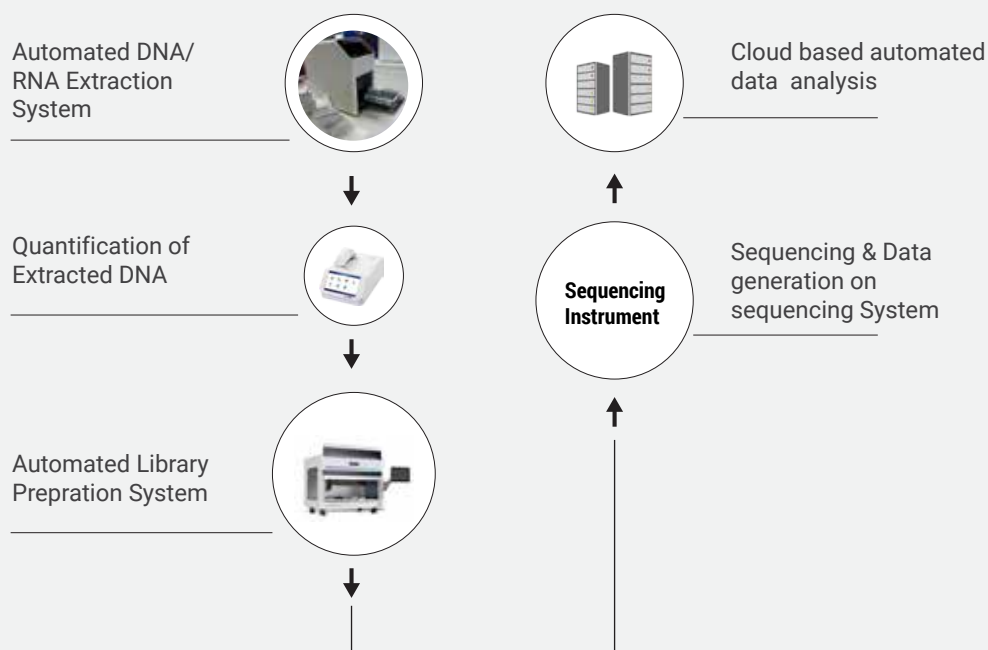 Automated DNA/
RNA Extraction
System
Quantification of
Extracted DNA
Automated Library
Prepration System
Cloud based automated
data analysis
Sequencing
Instrument
Sequencing & Data
generation on
sequencing System